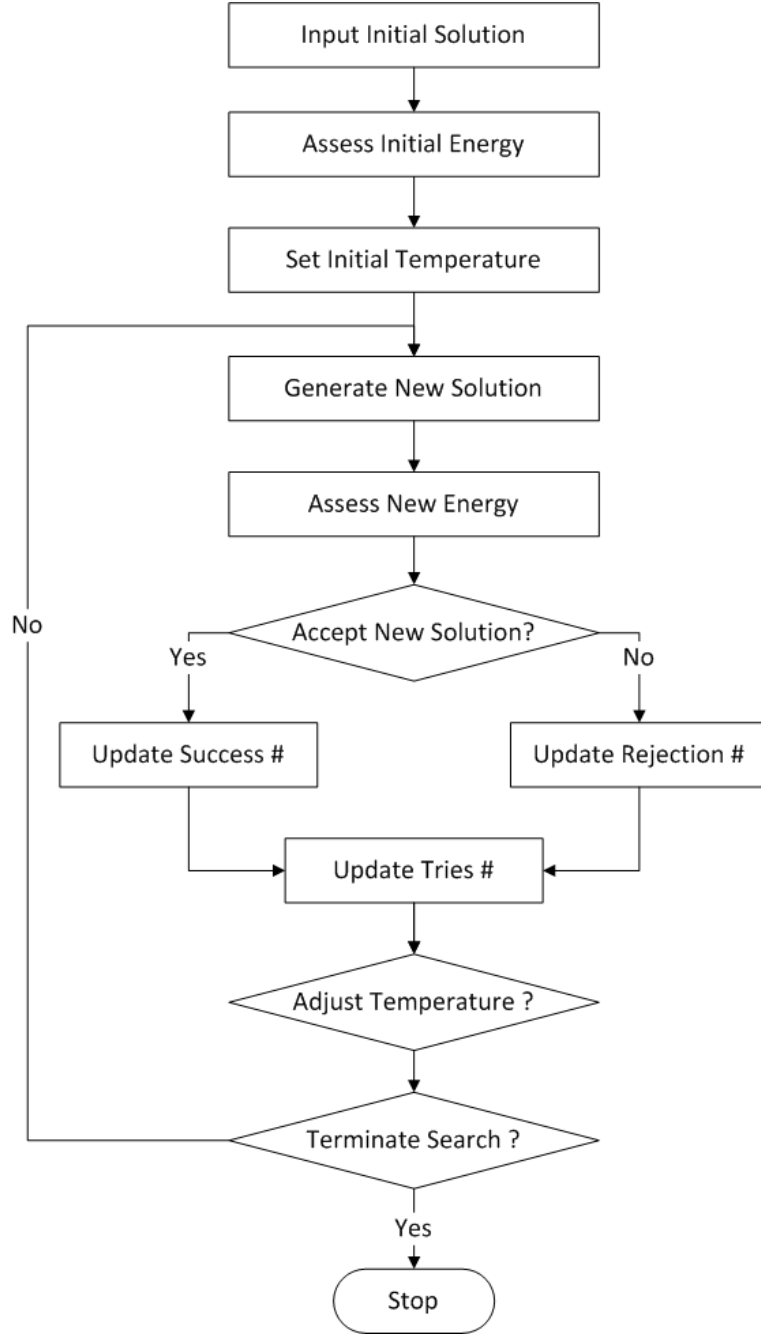 Input Initial Solution
Assess Initial Energy
Set Initial Temperature
Generate New Solution
Assess New Energy
Accept New Solution?
No
Yes
No
Update Success #
Update Rejection #
Update Tries #
Adjust Temperature ?
Terminate Search ?
Yes
Stop